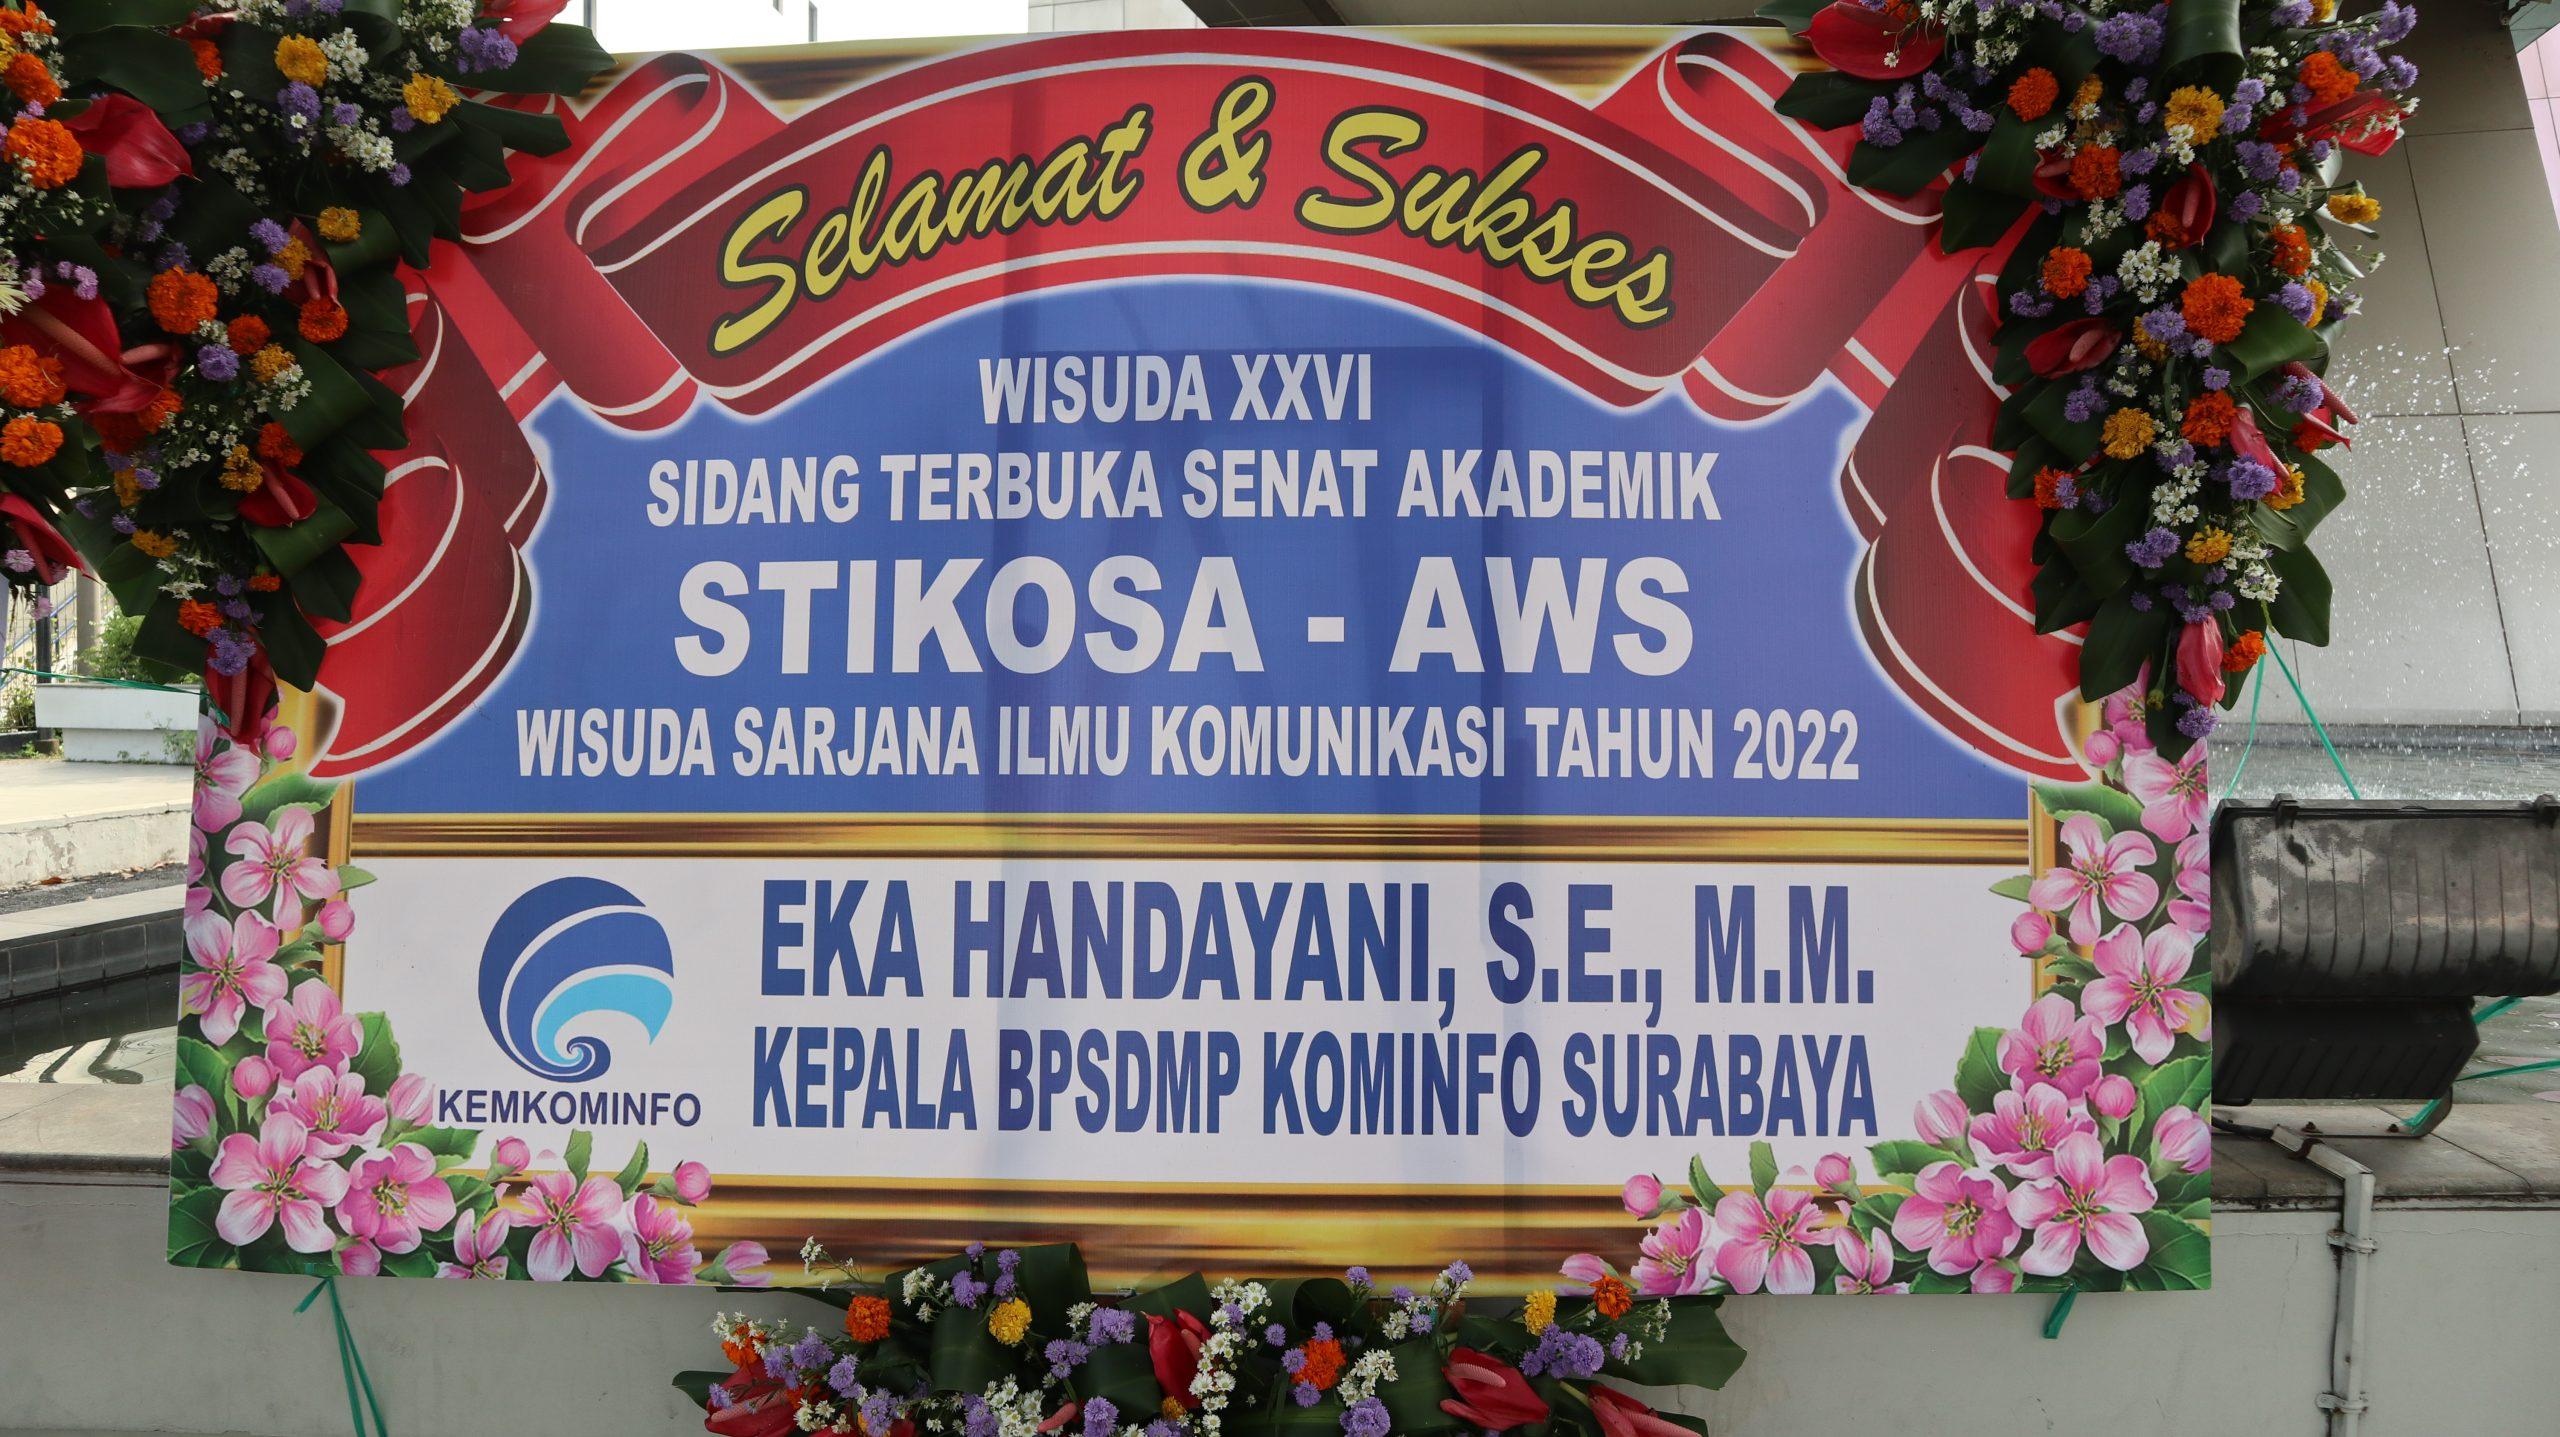 Selamat & Sukses
WISUDA XXVI
SIDANG TERBUKA SENAT AKADEMIK
STIKOSA - AWS
WISUDA SARJANA ILMU KOMUNIKASI TAHUN 2022
EKA HANDAYANI, S.E., M.M.
KEPALA BPSDMP KOMINFO SURABAYA
KEMKOMINFO